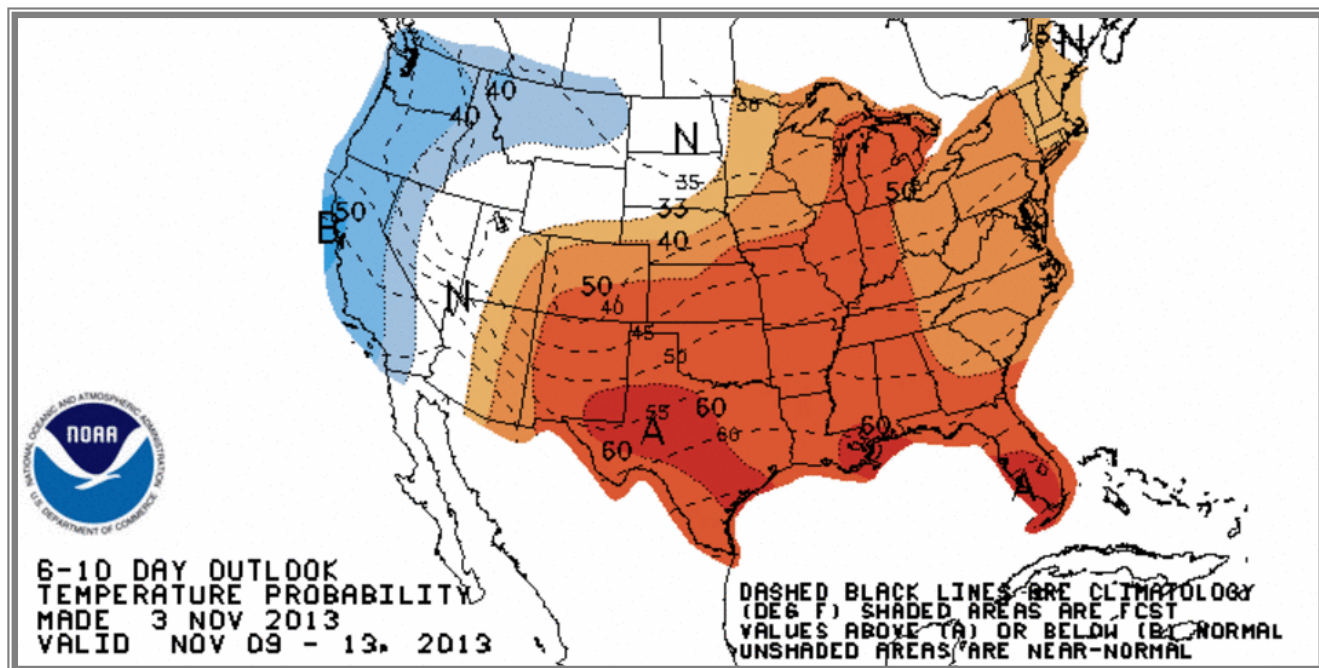 40
40
N
N
53
36
35
33
50
50
B
40
N
50
40
45
50
55
60
A
60
60
60
A
NATIONAL OCEANIC AND ATMOSPHERIC ADMINISTRATION
NOAA
U.S. DEPARTMENT OF COMMERCE
6-10 DAY OUTLOOK
TEMPERATURE PROBABILITY
MADE 3 NOV 2013
VALID NOV 09 - 13, 2013
DASHED BLACK LINES ARE CLIMATOLOGY
(DEG F) SHADED AREAS ARE FCST
VALUES ABOVE (A) OR BELOW (B) NORMAL
UNSHADED AREAS ARE NEAR-NORMAL